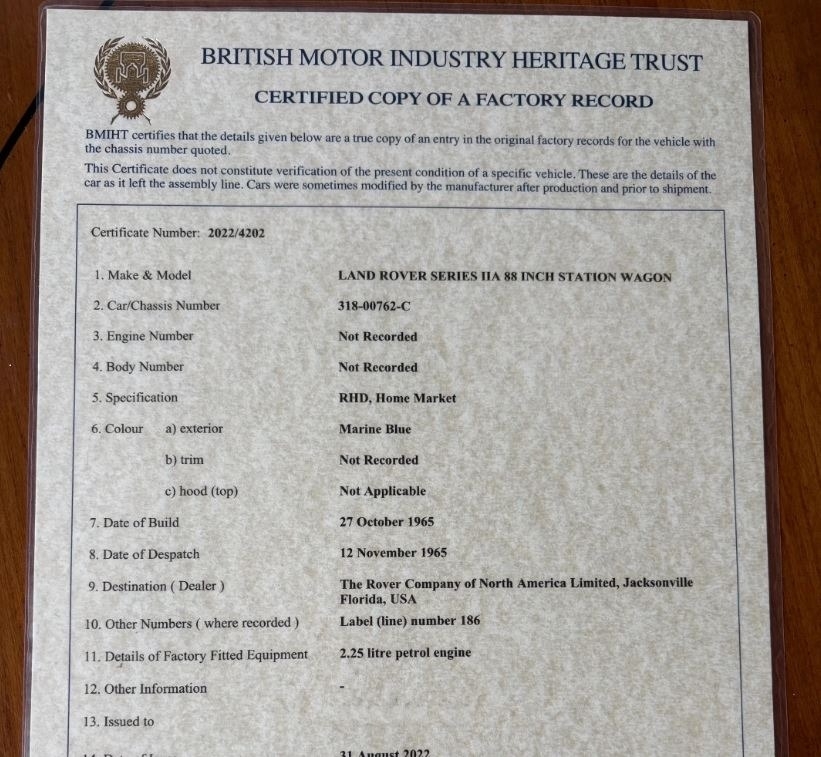 BRITISH MOTOR INDUSTRY HERITAGE TRUST
CERTIFIED COPY OF A FACTORY RECORD
BMIHT certifies that the details given below are a true copy of an entry in the original factory records for the vehicle with
the chassis number quoted.
This Certificate does not constitute verification of the present condition of a specific vehicle. These are the details of the
car as it left the assembly line. Cars were sometimes modified by the manufacturer after production and prior to shipment.
Certificate Number: 2022/4202
1. Make & Model LAND ROVER SERIES IIA 88 INCH STATION WAGON
2. Car/Chassis Number 318-00762-C
3. Engine Number Not Recorded
4. Body Number Not Recorded
5. Specification RHD, Home Market
6. Colour a) exterior Marine Blue
b) trim Not Recorded
c) hood (top) Not Applicable
7. Date of Build 27 October 1965
8. Date of Despatch 12 November 1965
9. Destination ( Dealer ) The Rover Company of North America Limited, Jacksonville
Florida, USA
10. Other Numbers ( where recorded ) Label (line) number 186
11. Details of Factory Fitted Equipment 2.25 litre petrol engine
12. Other Information -
13. Issued to
31 August 2022